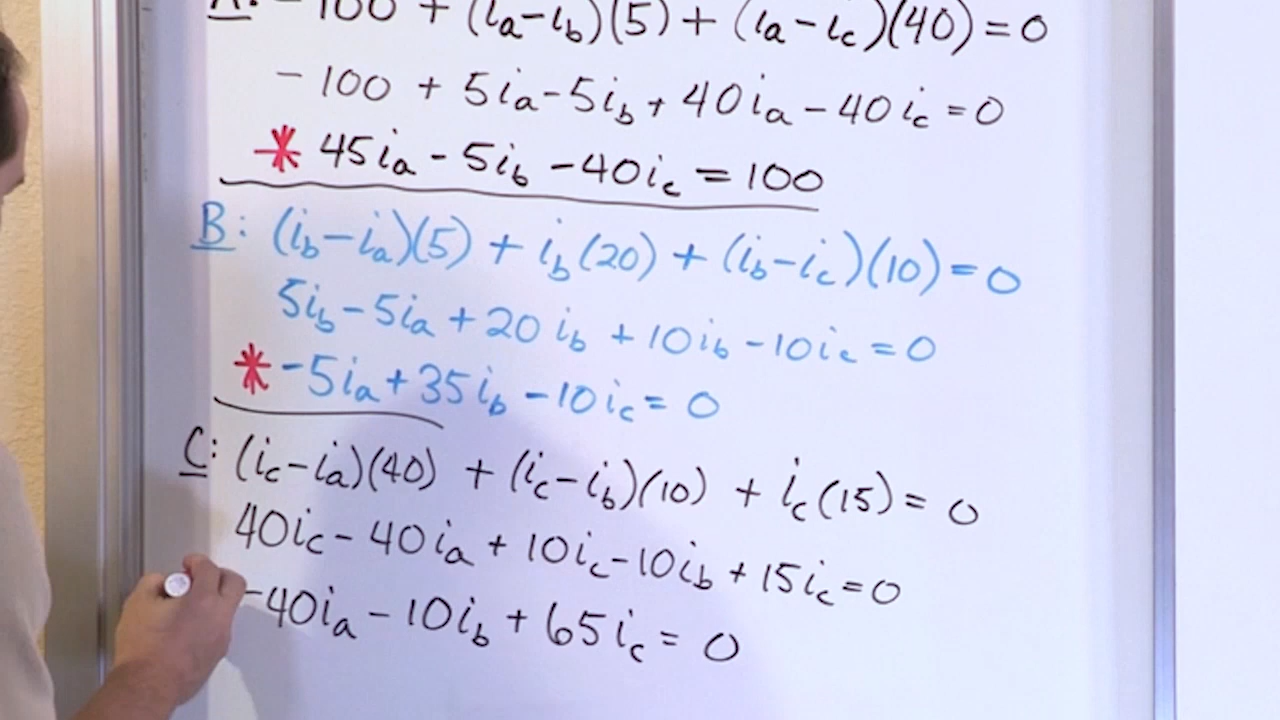 A: -100 + (ia-ib)(5) + (ia-ic)(40) = 0
-100 + 5ia-5ib + 40ia - 40ic = 0
* 45ia - 5ib - 40ic = 100
B: (ib-ia)(5) + ib(20) + (ib-ic)(10) = 0
5ib - 5ia + 20ib + 10ib - 10ic = 0
* -5ia + 35ib - 10ic = 0
C: (ic-ia)(40) + (ic-ib)(10) + ic(15) = 0
40ic - 40ia + 10ic - 10ib + 15ic = 0
-40ia - 10ib + 65ic = 0